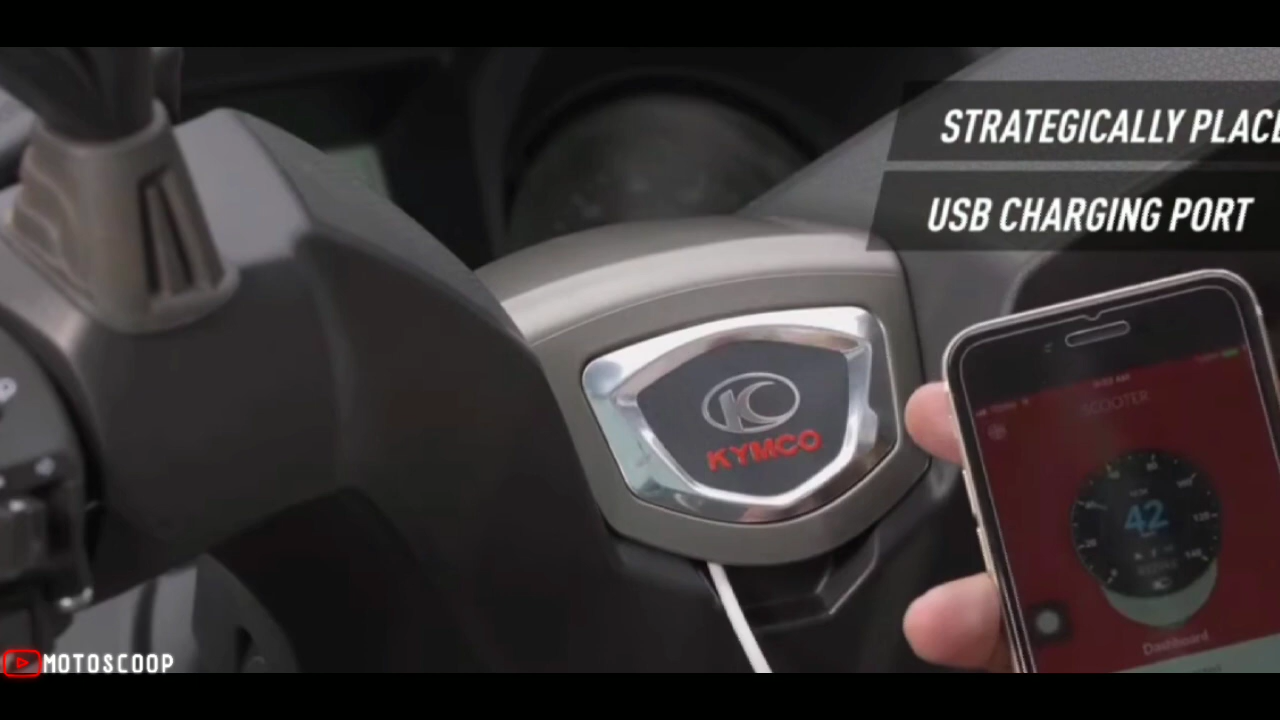 STRATEGICALLY PLACE
USB CHARGING PORT
KYMCO
SCOOTER
42
Dashboard
MOTOSCOOP